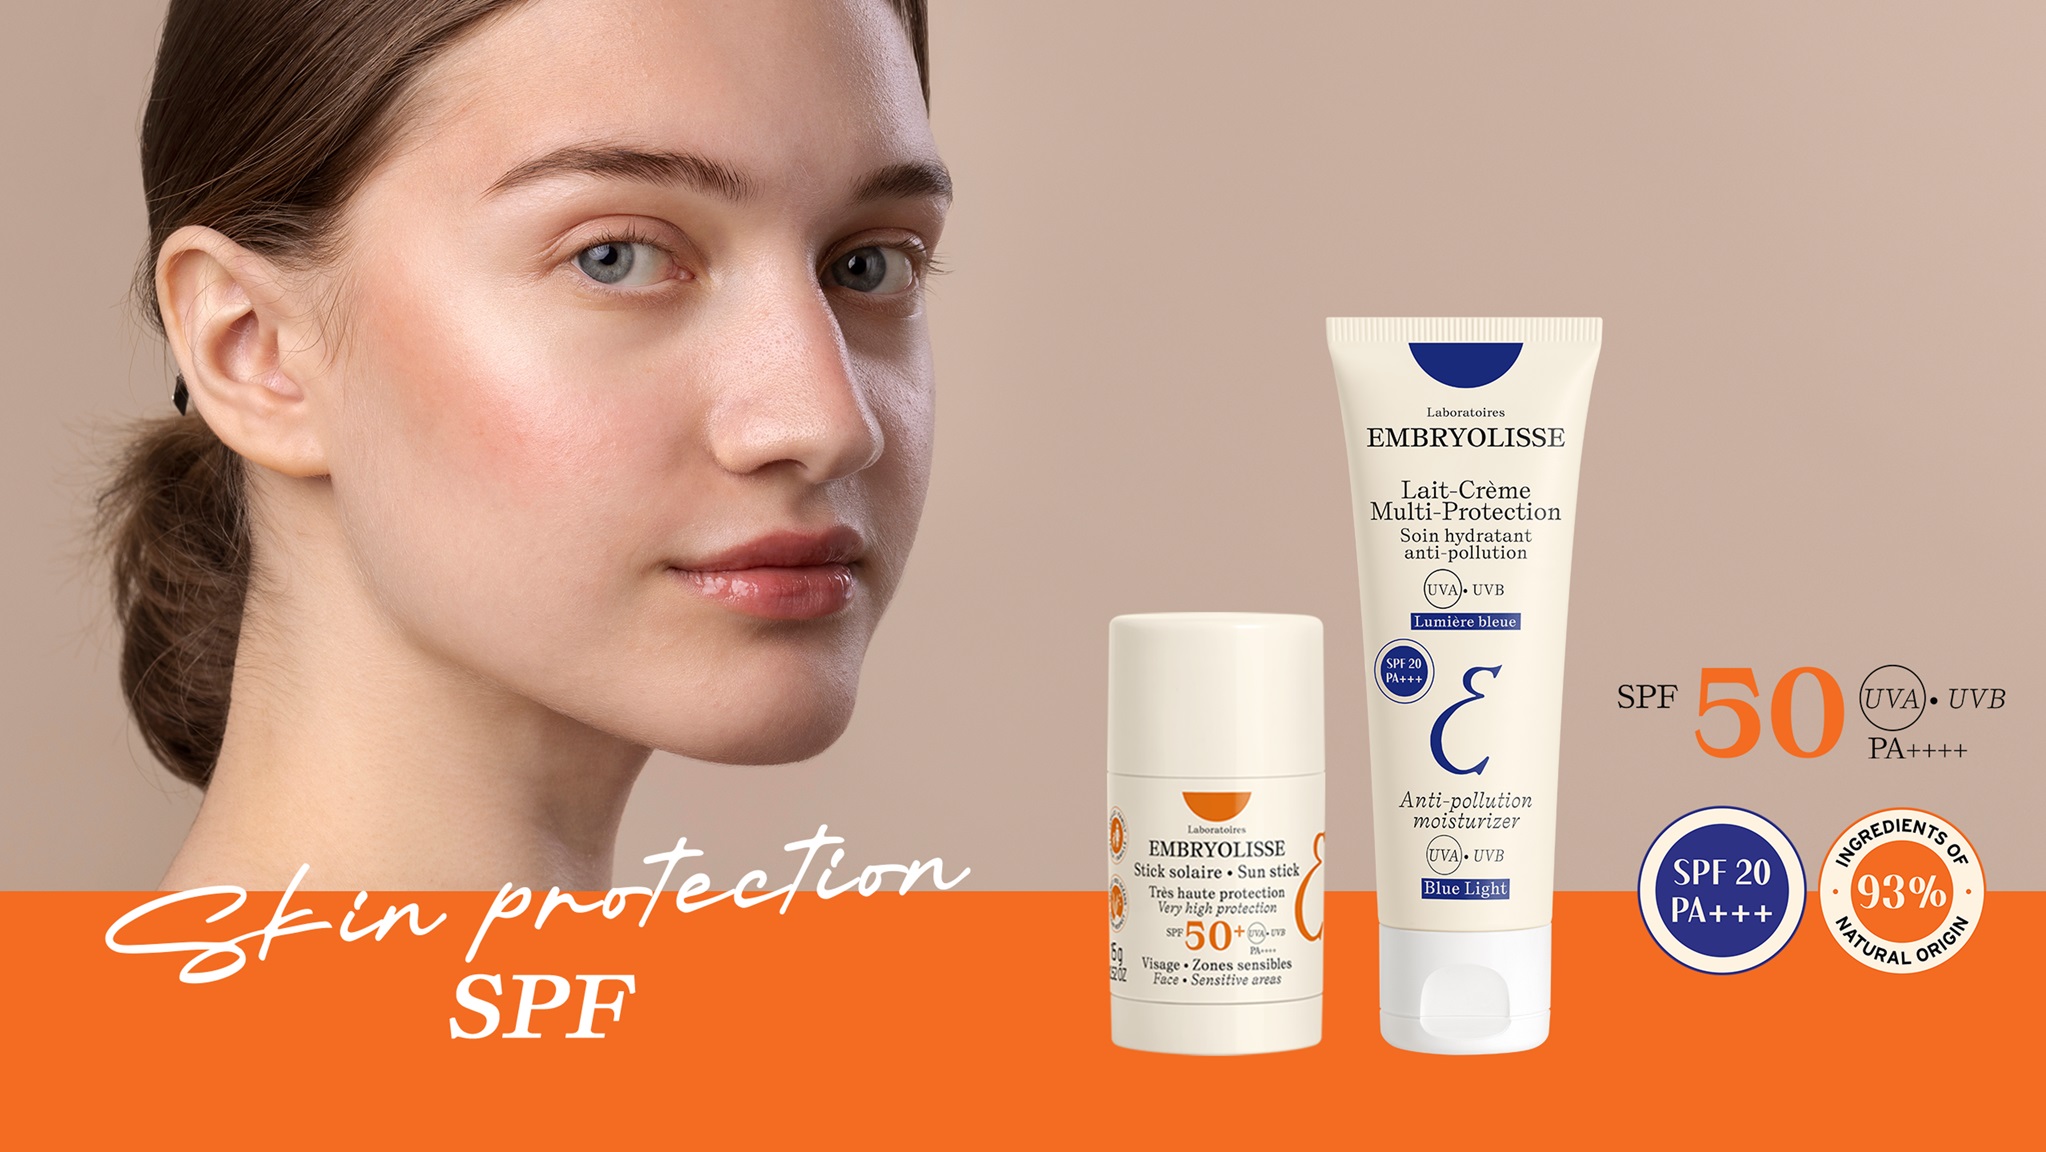 Skin protection
SPF
Laboratoires
EMBRYOLISSE
Stick solaire • Sun stick
Très haute protection
Very high protection
SPF 50+ UVA • UVB
PA++++
Visage • Zones sensibles
Face • Sensitive areas
Laboratoires
EMBRYOLISSE
Lait-Crème
Multi-Protection
Soin hydratant
anti-pollution
UVA • UVB
Lumière bleue
SPF 20
PA+++
Anti-pollution
moisturizer
UVA • UVB
Blue Light
SPF 50 UVA • UVB
PA++++
SPF 20
PA+++
INGREDIENTS OF
93%
NATURAL ORIGIN